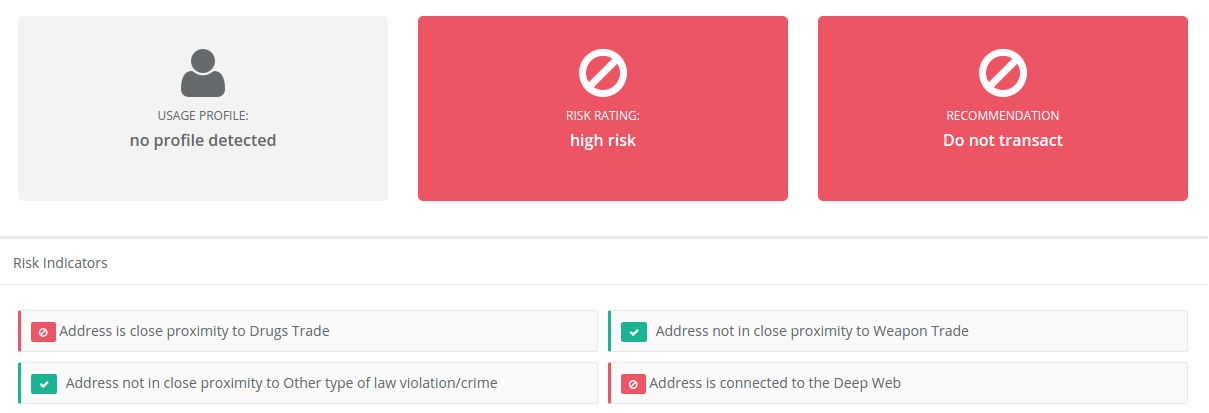 USAGE PROFILE:
no profile detected
RISK RATING:
high risk
RECOMMENDATION
Do not transact
Risk Indicators
Address is close proximity to Drugs Trade
Address not in close proximity to Weapon Trade
Address not in close proximity to Other type of law violation/crime
Address is connected to the Deep Web